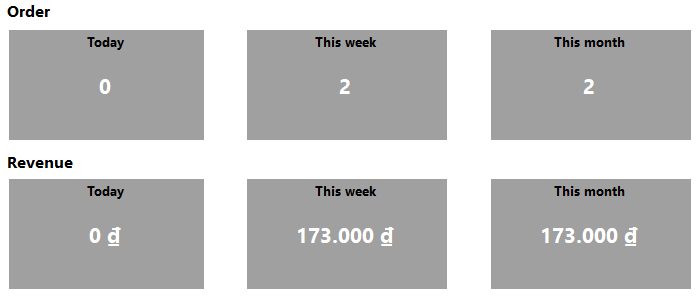 Order
Today
This week
This month
0
2
2
Revenue
Today
This week
This month
0 ₫
173.000 ₫
173.000 ₫